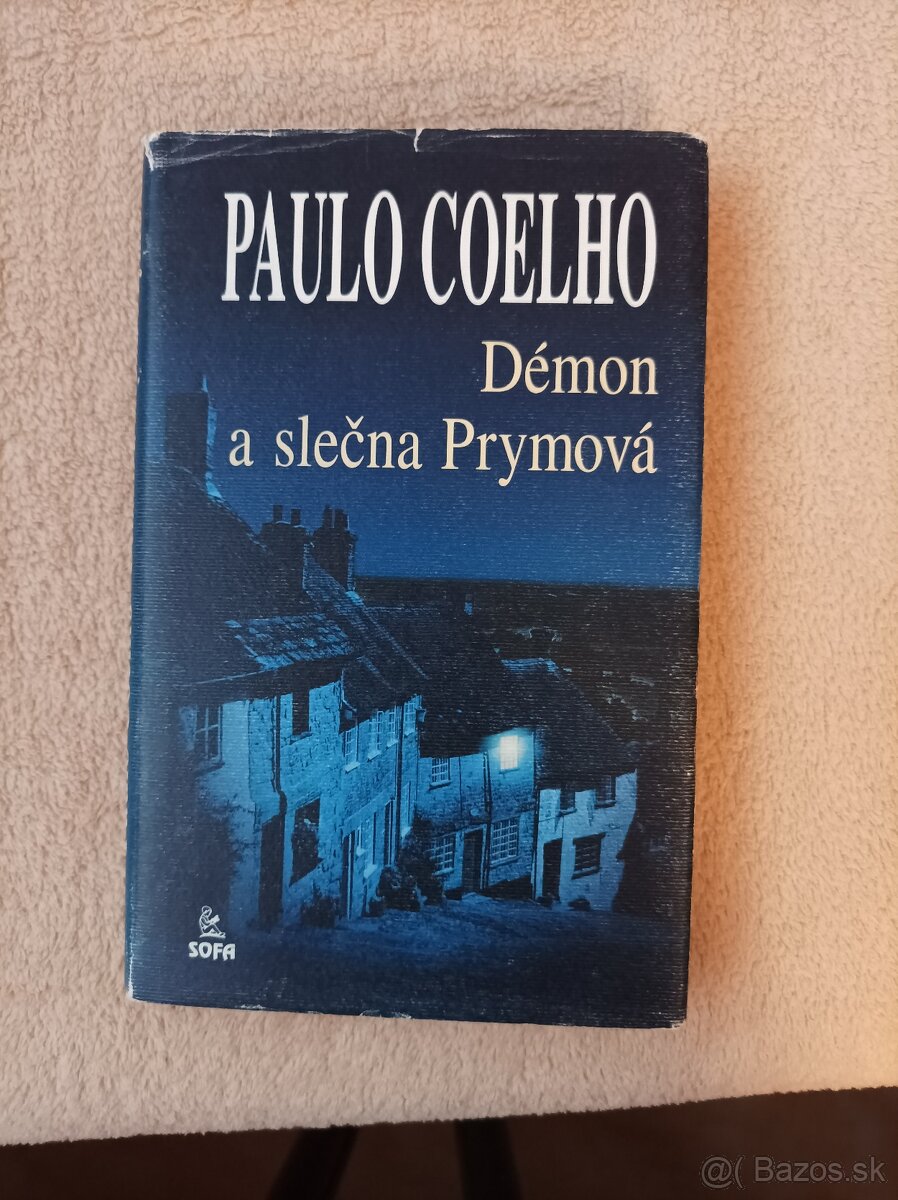 PAULO COELHO
Démon
a slečna Prymová
SOFA
@( Bazos.sk